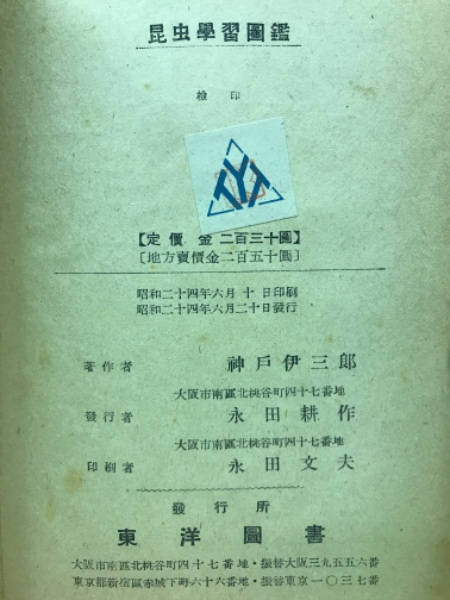 昆虫學習圖鑑
檢印
TYT
【定價 金二百三十圓】
〔地方賣價金二百五十圓〕
昭和二十四年六月十日印刷
昭和二十四年六月二十日發行
著作者 神戶伊三郎
大阪市南區北桃谷町四十七番地
發行者 永田耕作
大阪市南區北桃谷町四十七番地
印刷者 永田文夫
發行所
東洋圖書
大阪市南區北桃谷町四十七番地・振替大阪三九五五六番
東京都新宿區赤城下町六十六番地・振替東京一〇三七番